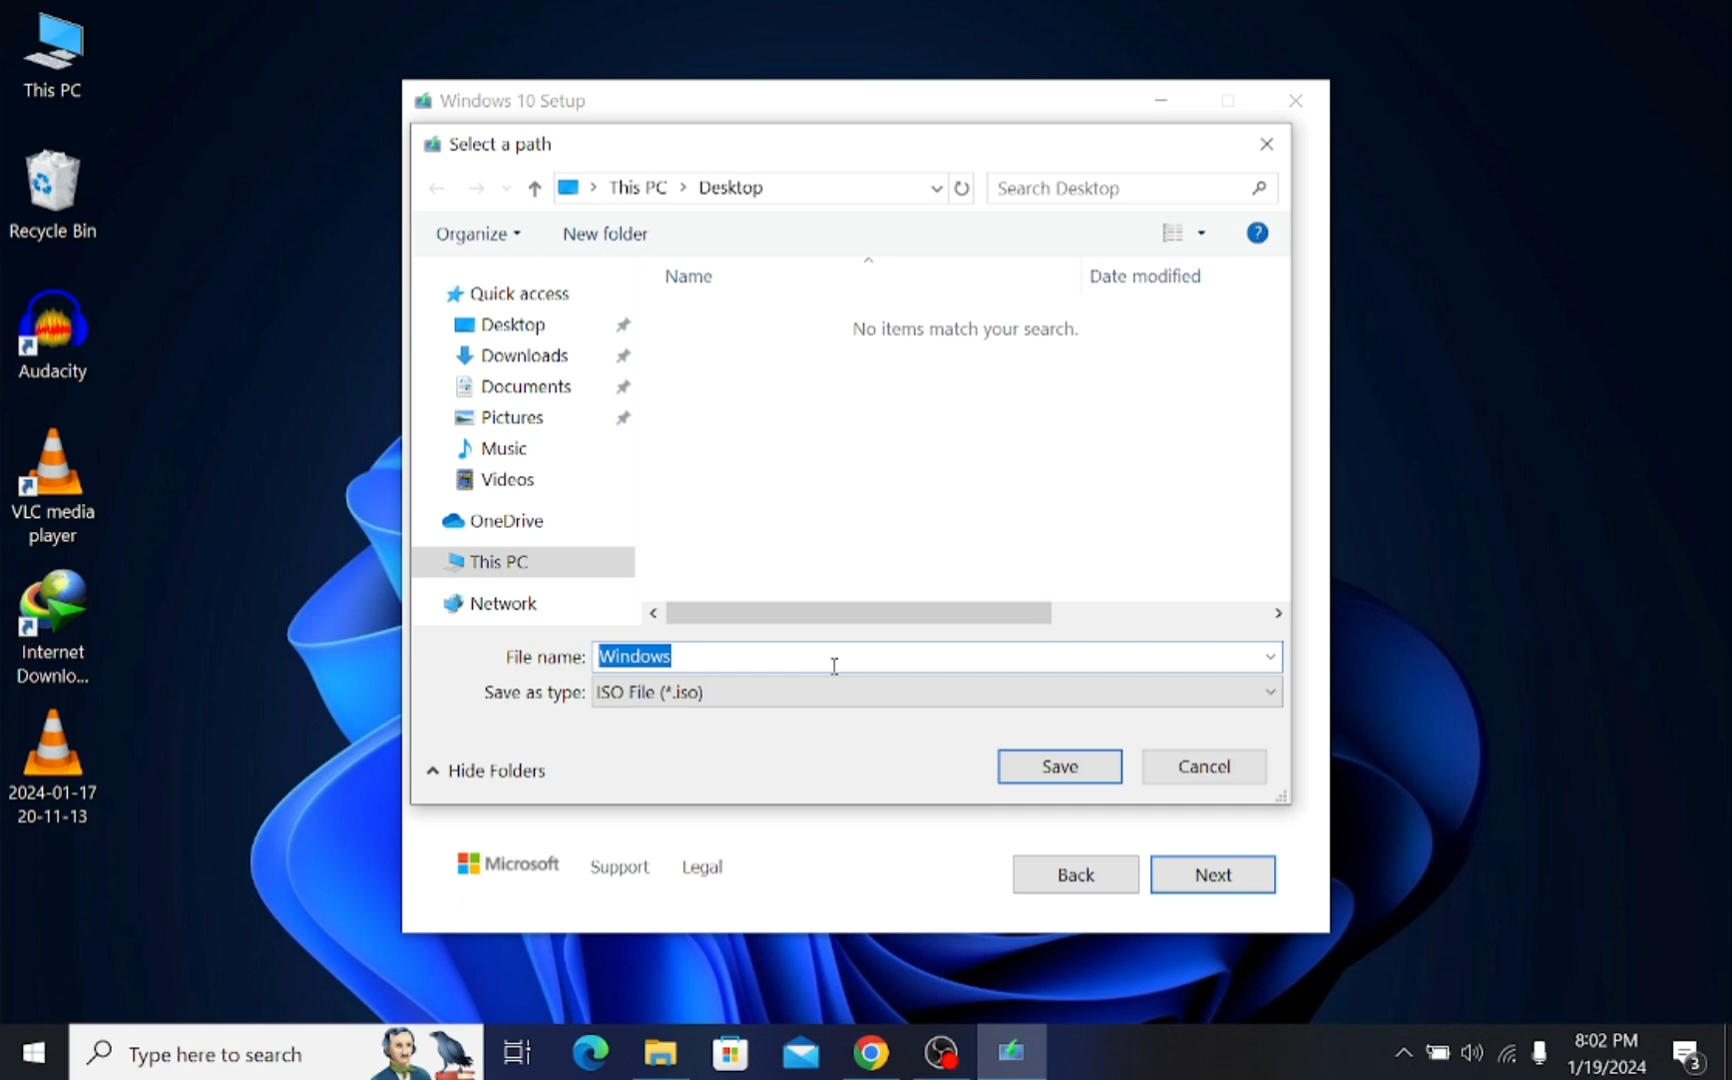 This PC
Recycle Bin
Audacity
VLC media
player
Internet
Downlo...
2024-01-17
20-11-13
Windows 10 Setup
Select a path
This PC > Desktop
Search Desktop
Organize
New folder
?
Name
Date modified
No items match your search.
Quick access
Desktop
Downloads
Documents
Pictures
Music
Videos
OneDrive
This PC
Network
File name: Windows
Save as type: ISO File (*.iso)
Hide Folders
Save
Cancel
Microsoft
Support
Legal
Back
Next
Type here to search
8:02 PM
1/19/2024
3